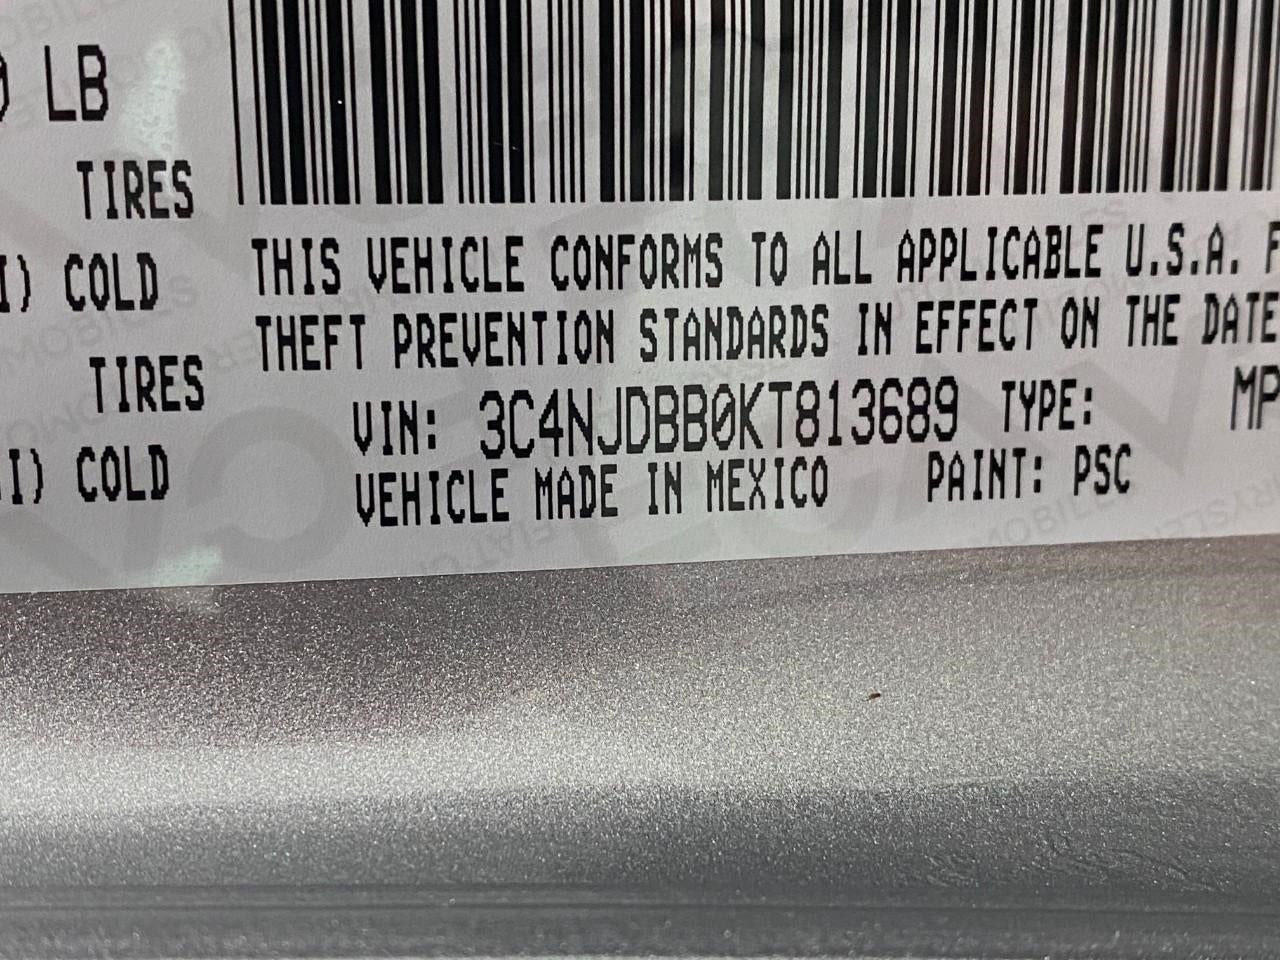 LB
TIRES
COLD
TIRES
COLD
THIS VEHICLE CONFORMS TO ALL APPLICABLE U.S.A. F
THEFT PREVENTION STANDARDS IN EFFECT ON THE DATE
VIN: 3C4NJDBB0KT813689 TYPE: MP
VEHICLE MADE IN MEXICO PAINT: PSC